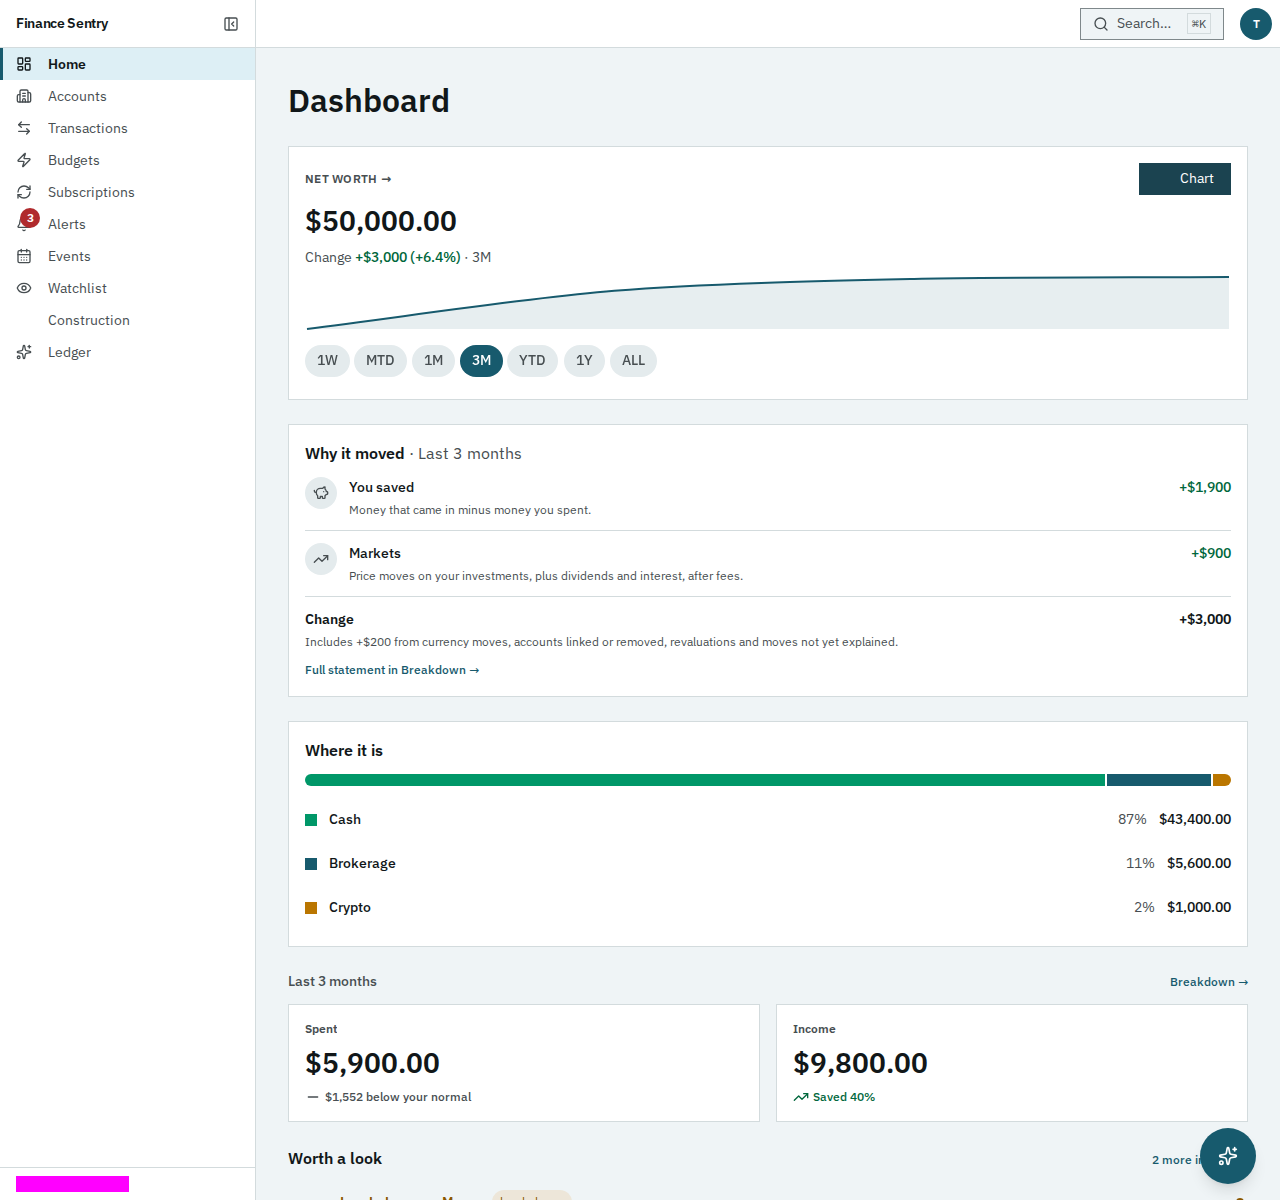 Finance Sentry
Search... ⌘K
T
Home
Accounts
Transactions
Budgets
Subscriptions
3
Alerts
Events
Watchlist
Construction
Ledger
Dashboard
NET WORTH →
Chart
$50,000.00
Change +$3,000 (+6.4%) · 3M
1W MTD 1M 3M YTD 1Y ALL
Why it moved · Last 3 months
You saved +$1,900
Money that came in minus money you spent.
Markets +$900
Price moves on your investments, plus dividends and interest, after fees.
Change +$3,000
Includes +$200 from currency moves, accounts linked or removed, revaluations and moves not yet explained.
Full statement in Breakdown →
Where it is
Cash 87% $43,400.00
Brokerage 11% $5,600.00
Crypto 2% $1,000.00
Last 3 months Breakdown →
Spent
$5,900.00
— $1,552 below your normal
Income
$9,800.00
Saved 40%
Worth a look 2 more